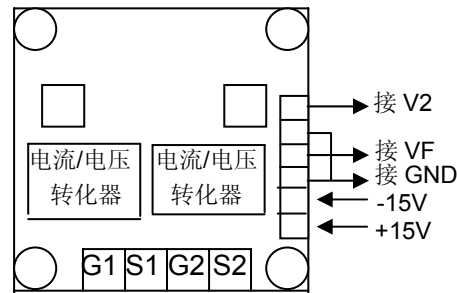 接 V2
电流/电压
转化器
电流/电压
转化器
接 VF
接 GND
-15V
+15V
G1 S1 G2 S2